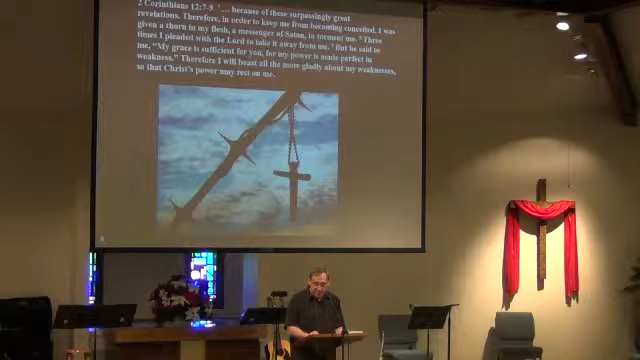 2 Corinthians 12:7-9 "… because of these surpassingly great
revelations. Therefore, in order to keep me from becoming conceited, I was
given a thorn in my flesh, a messenger of Satan, to torment me. ⁸ Three
times I pleaded with the Lord to take it away from me. ⁹ But he said to
me, "My grace is sufficient for you, for my power is made perfect in
weakness." Therefore I will boast all the more gladly about my weaknesses,
so that Christ's power may rest on me.